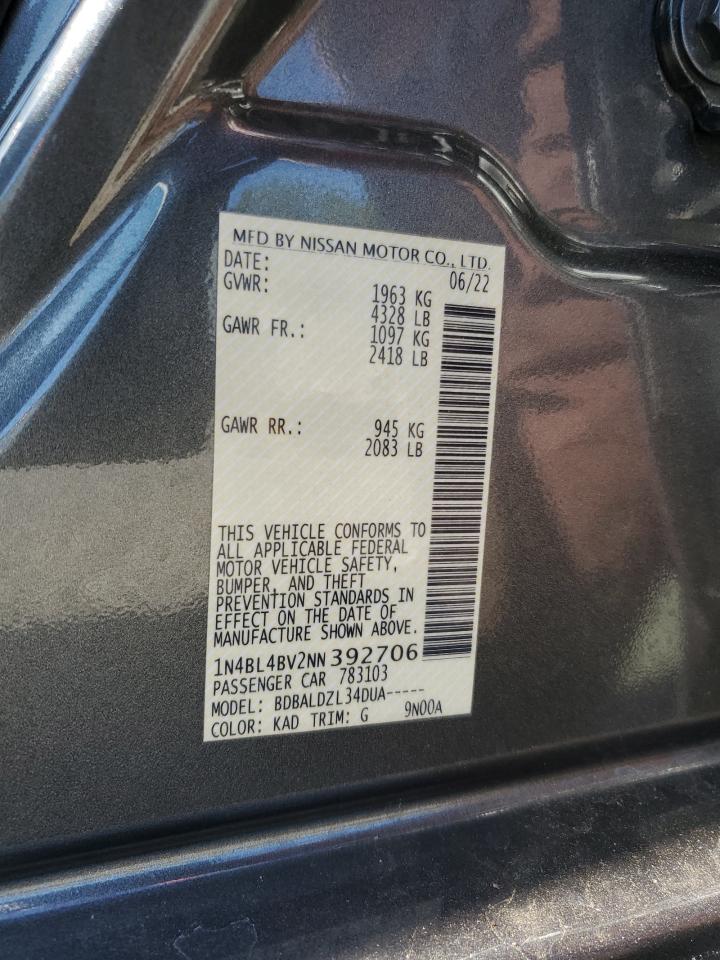 MFD BY NISSAN MOTOR CO., LTD.
DATE: 06/22
GVWR: 1963 KG
4328 LB
GAWR FR.: 1097 KG
2418 LB
GAWR RR.: 945 KG
2083 LB
THIS VEHICLE CONFORMS TO
ALL APPLICABLE FEDERAL
MOTOR VEHICLE SAFETY,
BUMPER, AND THEFT
PREVENTION STANDARDS IN
EFFECT ON THE DATE OF
MANUFACTURE SHOWN ABOVE.
1N4BL4BV2NN392706
PASSENGER CAR 783103
MODEL: BDBALDZL34DUA-----
COLOR: KAD TRIM: G 9N00A